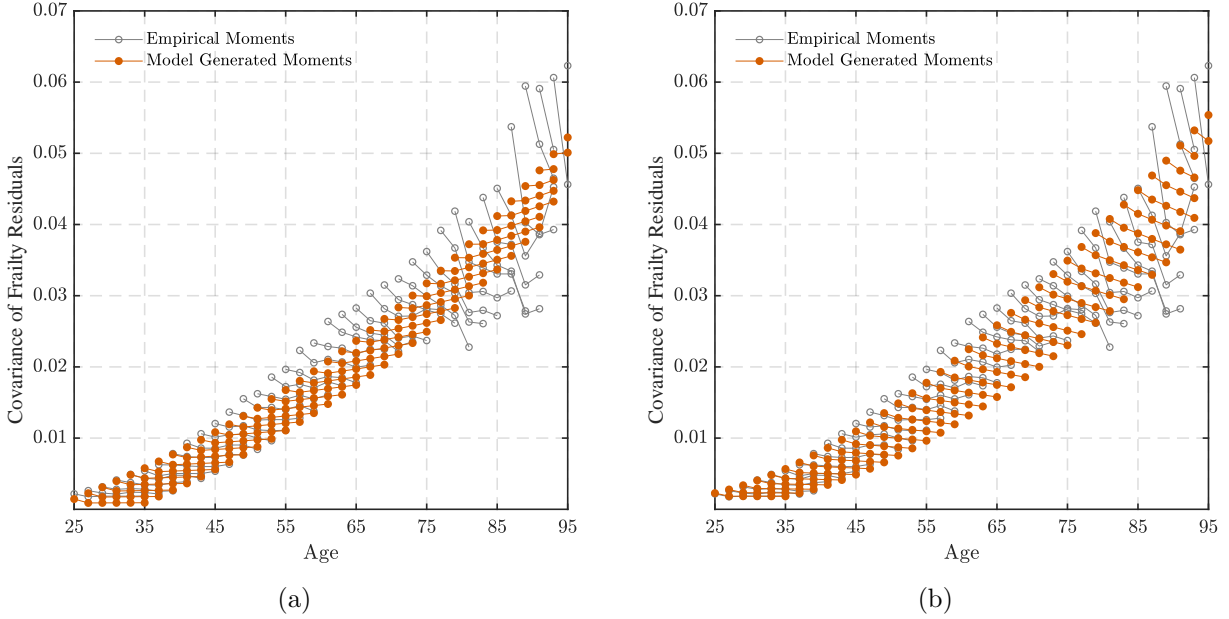 0.07
0.06
0.05
0.04
0.03
0.02
0.01
Covariance of Frailty Residuals
Empirical Moments
Model Generated Moments
25 35 45 55 65 75 85 95
Age
(a)
0.07
0.06
0.05
0.04
0.03
0.02
0.01
Covariance of Frailty Residuals
Empirical Moments
Model Generated Moments
25 35 45 55 65 75 85 95
Age
(b)